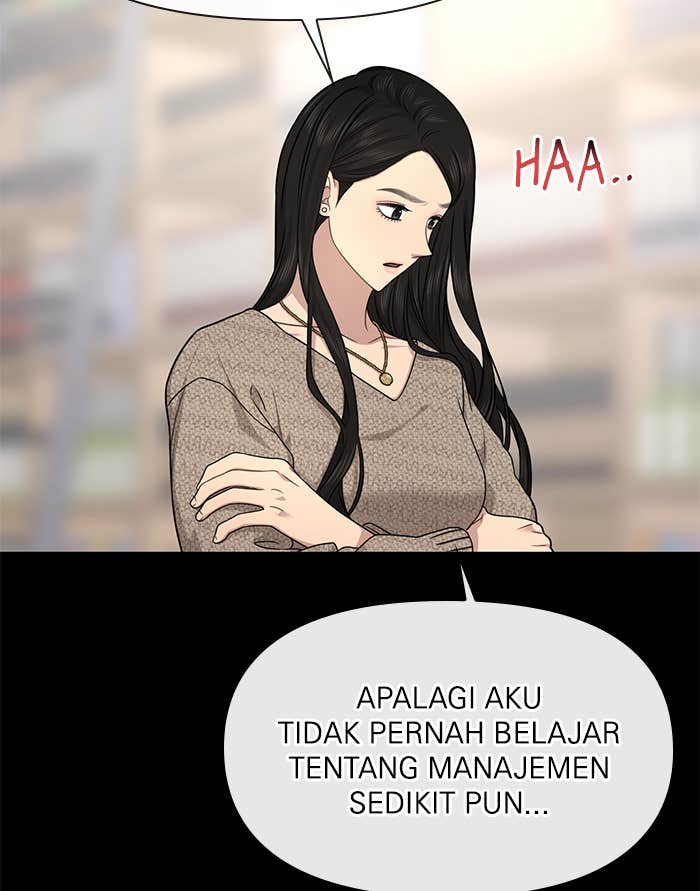 HAA..
APALAGI AKU
TIDAK PERNAH BELAJAR
TENTANG MANAJEMEN
SEDIKIT PUN...